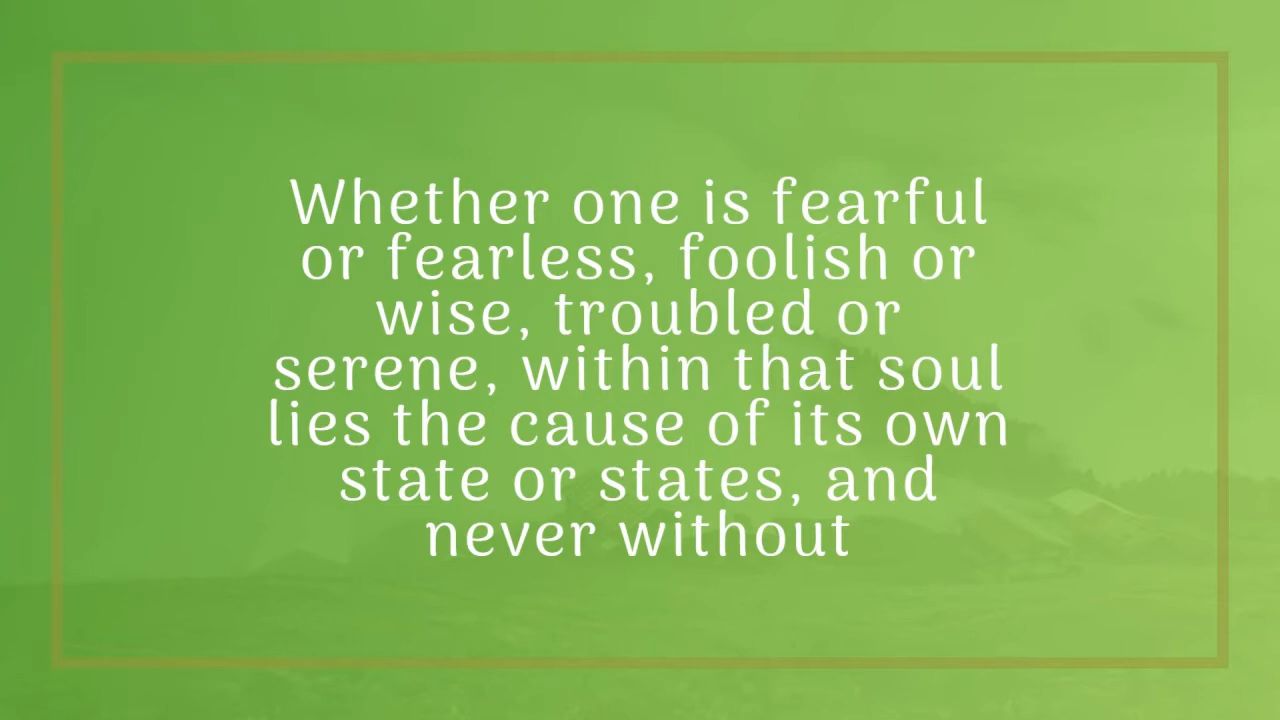 Whether one is fearful
or fearless, foolish or
wise, troubled or
serene, within that soul
lies the cause of its own
state or states, and
never without